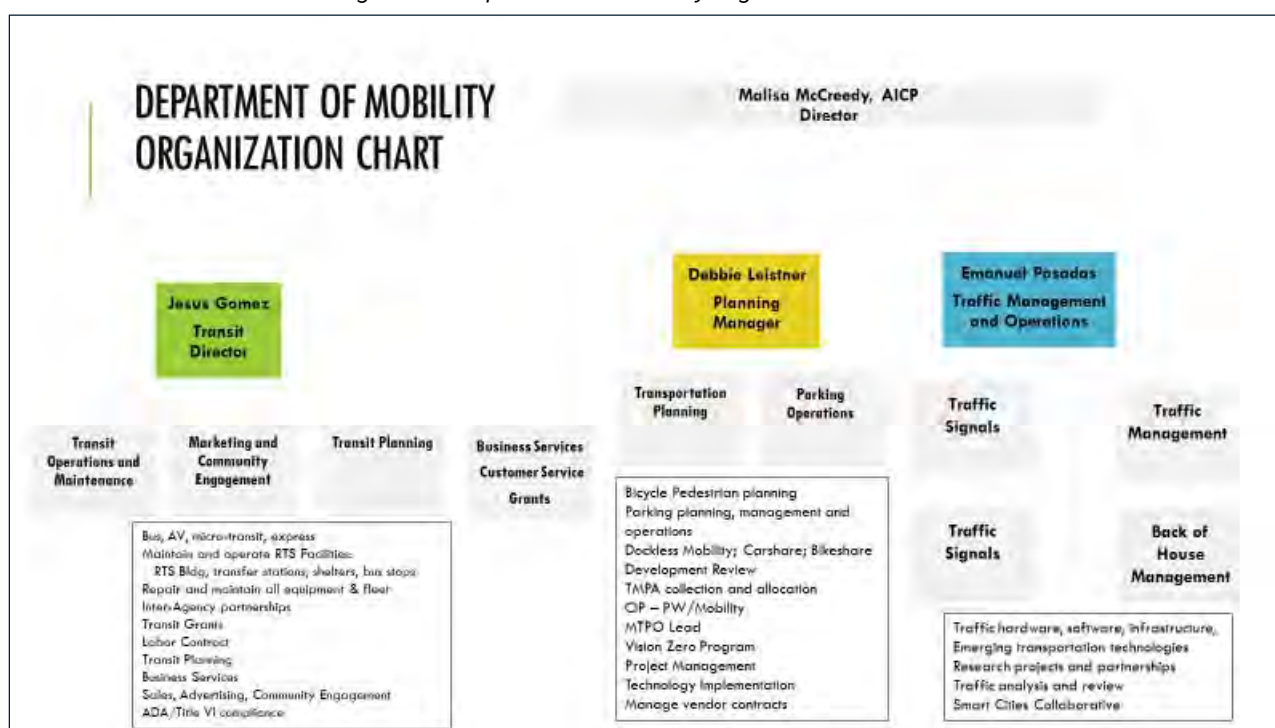 DEPARTMENT OF MOBILITY
ORGANIZATION CHART
Malisa McCreedy, AICP
Director
Jesus Gomez
Transit
Director
Debbie Leistner
Planning
Manager
Emanuel Posadas
Traffic Management
and Operations
Transit
Operations and
Maintenance
Marketing and
Community
Engagement
Transit Planning
Business Services
Customer Service
Grants
Transportation
Planning
Parking
Operations
Traffic
Signals
Traffic
Management
Traffic
Signals
Back of
House
Management
Bus, AV, micro-transit, express
Maintain and operate RTS Facilities:
RTS Bldg, transfer stations, shelters, bus stops
Repair and maintain all equipment & fleet
Inter-Agency partnerships
Transit Grants
Labor Contract
Transit Planning
Business Services
Sales, Advertising, Community Engagement
ADA/Title VI compliance
Bicycle Pedestrian planning
Parking planning, management and
operations
Dockless Mobility; Carshare; Bikeshare
Development Review
TMPA collection and allocation
CIP – PW/Mobility
MTPO Lead
Vision Zero Program
Project Management
Technology Implementation
Manage vendor contracts
Traffic hardware, software, infrastructure,
Emerging transportation technologies
Research projects and partnerships
Traffic analysis and review
Smart Cities Collaborative